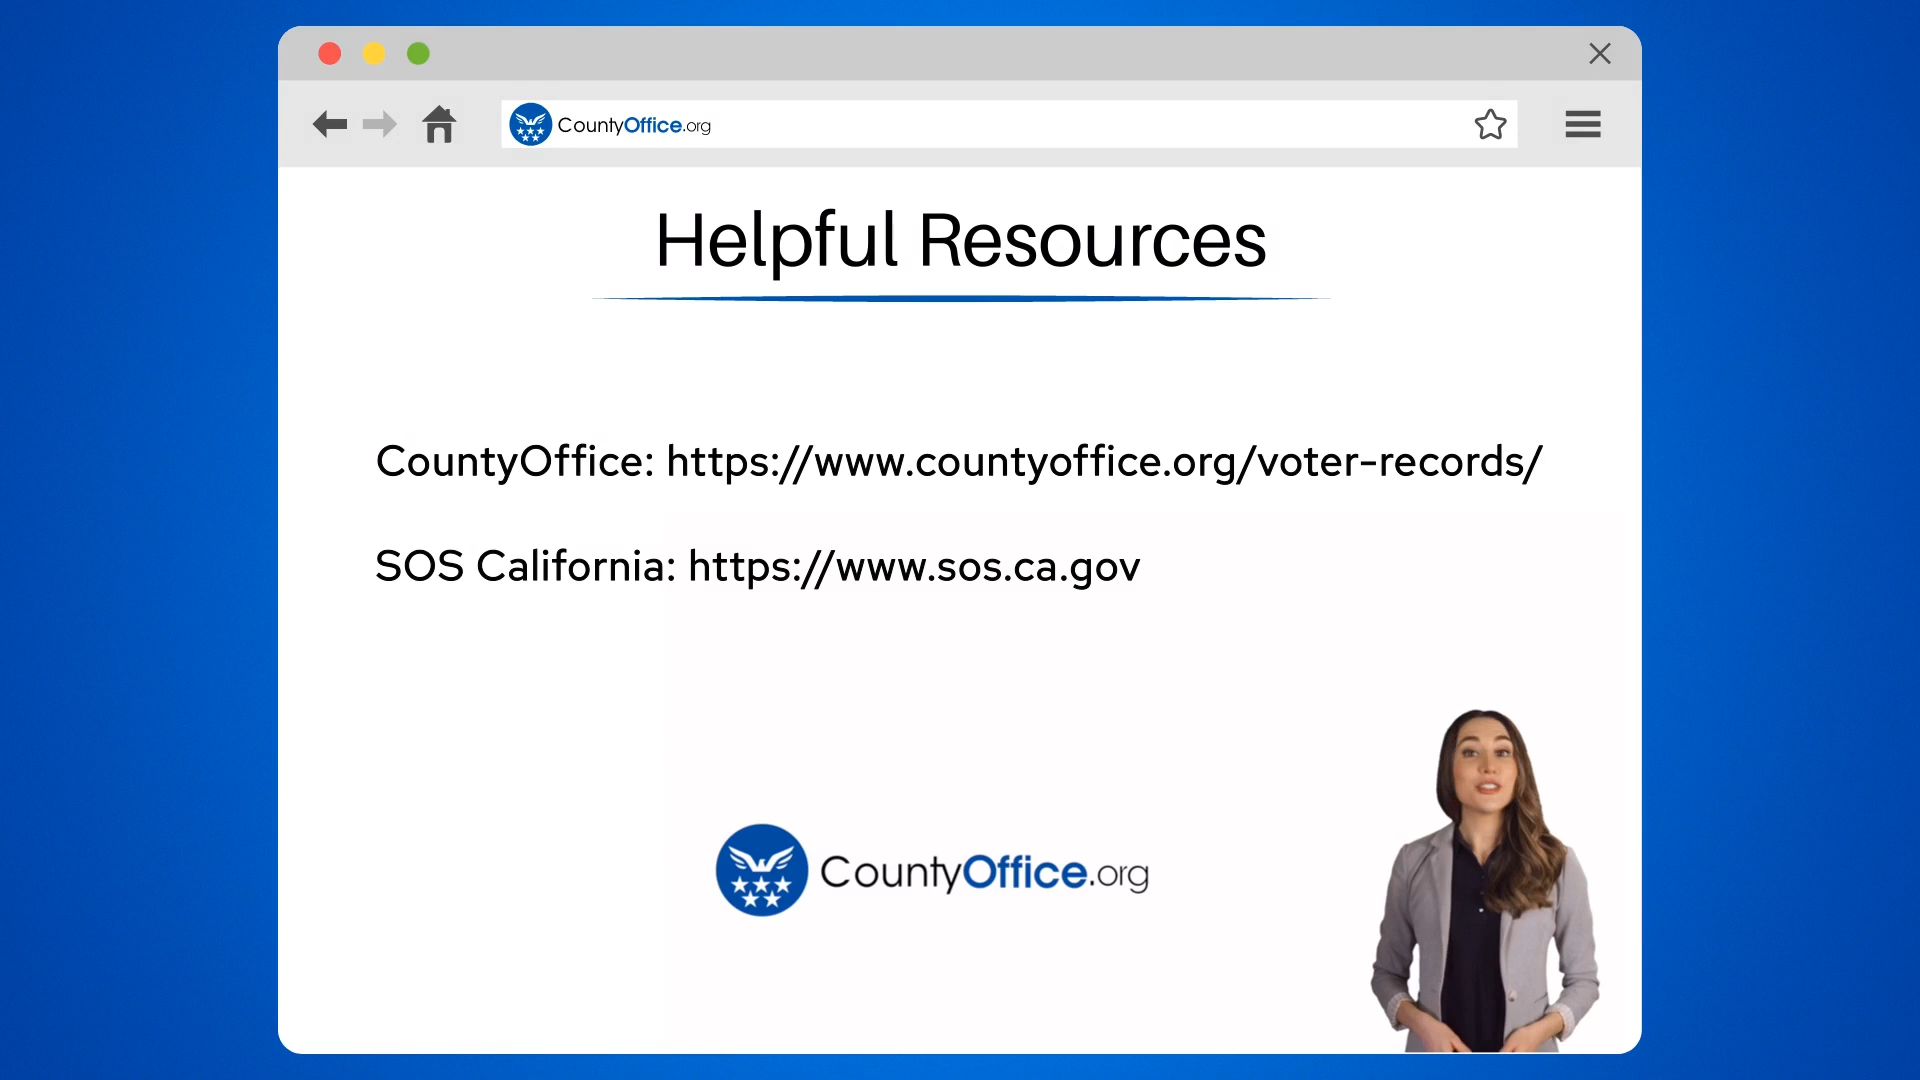 CountyOffice.org
Helpful Resources
CountyOffice: https://www.countyoffice.org/voter-records/
SOS California: https://www.sos.ca.gov
CountyOffice.org